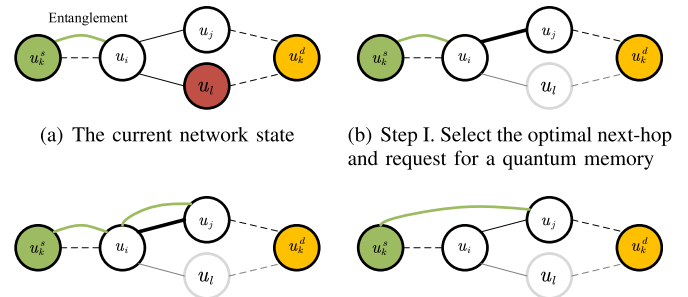 Entanglement
u_k^s u_i u_j u_l u_k^d
u_k^s u_i u_j u_l u_k^d
(a) The current network state
(b) Step I. Select the optimal next-hop
and request for a quantum memory
u_k^s u_i u_j u_l u_k^d
u_k^s u_i u_j u_l u_k^d